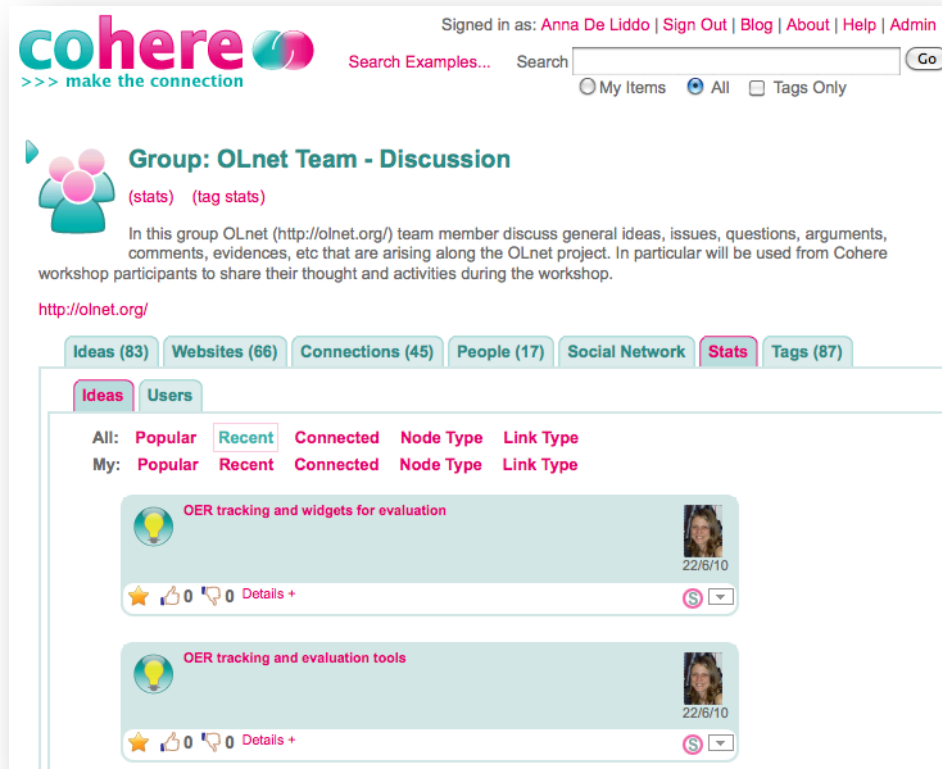 Signed in as: Anna De Liddo | Sign Out | Blog | About | Help | Admin
cohere
>>> make the connection
Search Examples... Search Go
My Items All Tags Only
Group: OLnet Team - Discussion
(stats) (tag stats)
In this group OLnet (http://olnet.org/) team member discuss general ideas, issues, questions, arguments,
comments, evidences, etc that are arising along the OLnet project. In particular will be used from Cohere
workshop participants to share their thought and activities during the workshop.
http://olnet.org/
Ideas (83) Websites (66) Connections (45) People (17) Social Network Stats Tags (87)
Ideas Users
All: Popular Recent Connected Node Type Link Type
My: Popular Recent Connected Node Type Link Type
OER tracking and widgets for evaluation
22/6/10
0 0 Details + S
OER tracking and evaluation tools
22/6/10
0 0 Details + S